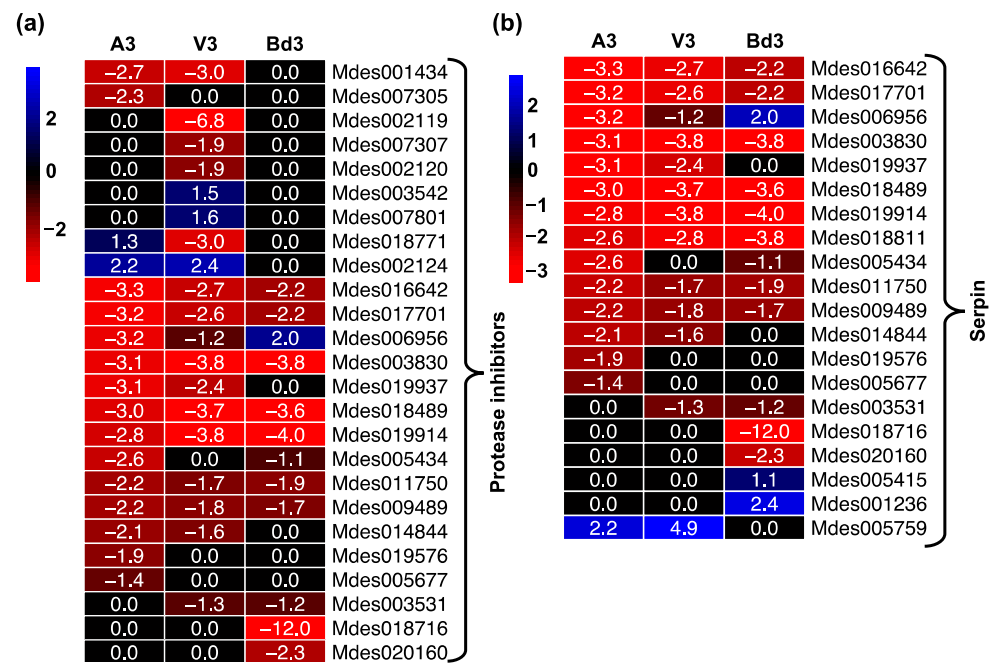 (a)
A3 V3 Bd3
2
0
−2
−2.7 −3.0 0.0 Mdes001434
−2.3 0.0 0.0 Mdes007305
0.0 −6.8 0.0 Mdes002119
0.0 −1.9 0.0 Mdes007307
0.0 −1.9 0.0 Mdes002120
0.0 1.5 0.0 Mdes003542
0.0 1.6 0.0 Mdes007801
1.3 −3.0 0.0 Mdes018771
2.2 2.4 0.0 Mdes002124
−3.3 −2.7 −2.2 Mdes016642
−3.2 −2.6 −2.2 Mdes017701
−3.2 −1.2 2.0 Mdes006956
−3.1 −3.8 −3.8 Mdes003830
−3.1 −2.4 0.0 Mdes019937
−3.0 −3.7 −3.6 Mdes018489
−2.8 −3.8 −4.0 Mdes019914
−2.6 0.0 −1.1 Mdes005434
−2.2 −1.7 −1.9 Mdes011750
−2.2 −1.8 −1.7 Mdes009489
−2.1 −1.6 0.0 Mdes014844
−1.9 0.0 0.0 Mdes019576
−1.4 0.0 0.0 Mdes005677
0.0 −1.3 −1.2 Mdes003531
0.0 0.0 −12.0 Mdes018716
0.0 0.0 −2.3 Mdes020160
Protease inhibitors
(b)
A3 V3 Bd3
2
1
0
−1
−2
−3
−3.3 −2.7 −2.2 Mdes016642
−3.2 −2.6 −2.2 Mdes017701
−3.2 −1.2 2.0 Mdes006956
−3.1 −3.8 −3.8 Mdes003830
−3.1 −2.4 0.0 Mdes019937
−3.0 −3.7 −3.6 Mdes018489
−2.8 −3.8 −4.0 Mdes019914
−2.6 −2.8 −3.8 Mdes018811
−2.6 0.0 −1.1 Mdes005434
−2.2 −1.7 −1.9 Mdes011750
−2.2 −1.8 −1.7 Mdes009489
−2.1 −1.6 0.0 Mdes014844
−1.9 0.0 0.0 Mdes019576
−1.4 0.0 0.0 Mdes005677
0.0 −1.3 −1.2 Mdes003531
0.0 0.0 −12.0 Mdes018716
0.0 0.0 −2.3 Mdes020160
0.0 0.0 1.1 Mdes005415
0.0 0.0 2.4 Mdes001236
2.2 4.9 0.0 Mdes005759
Serpin